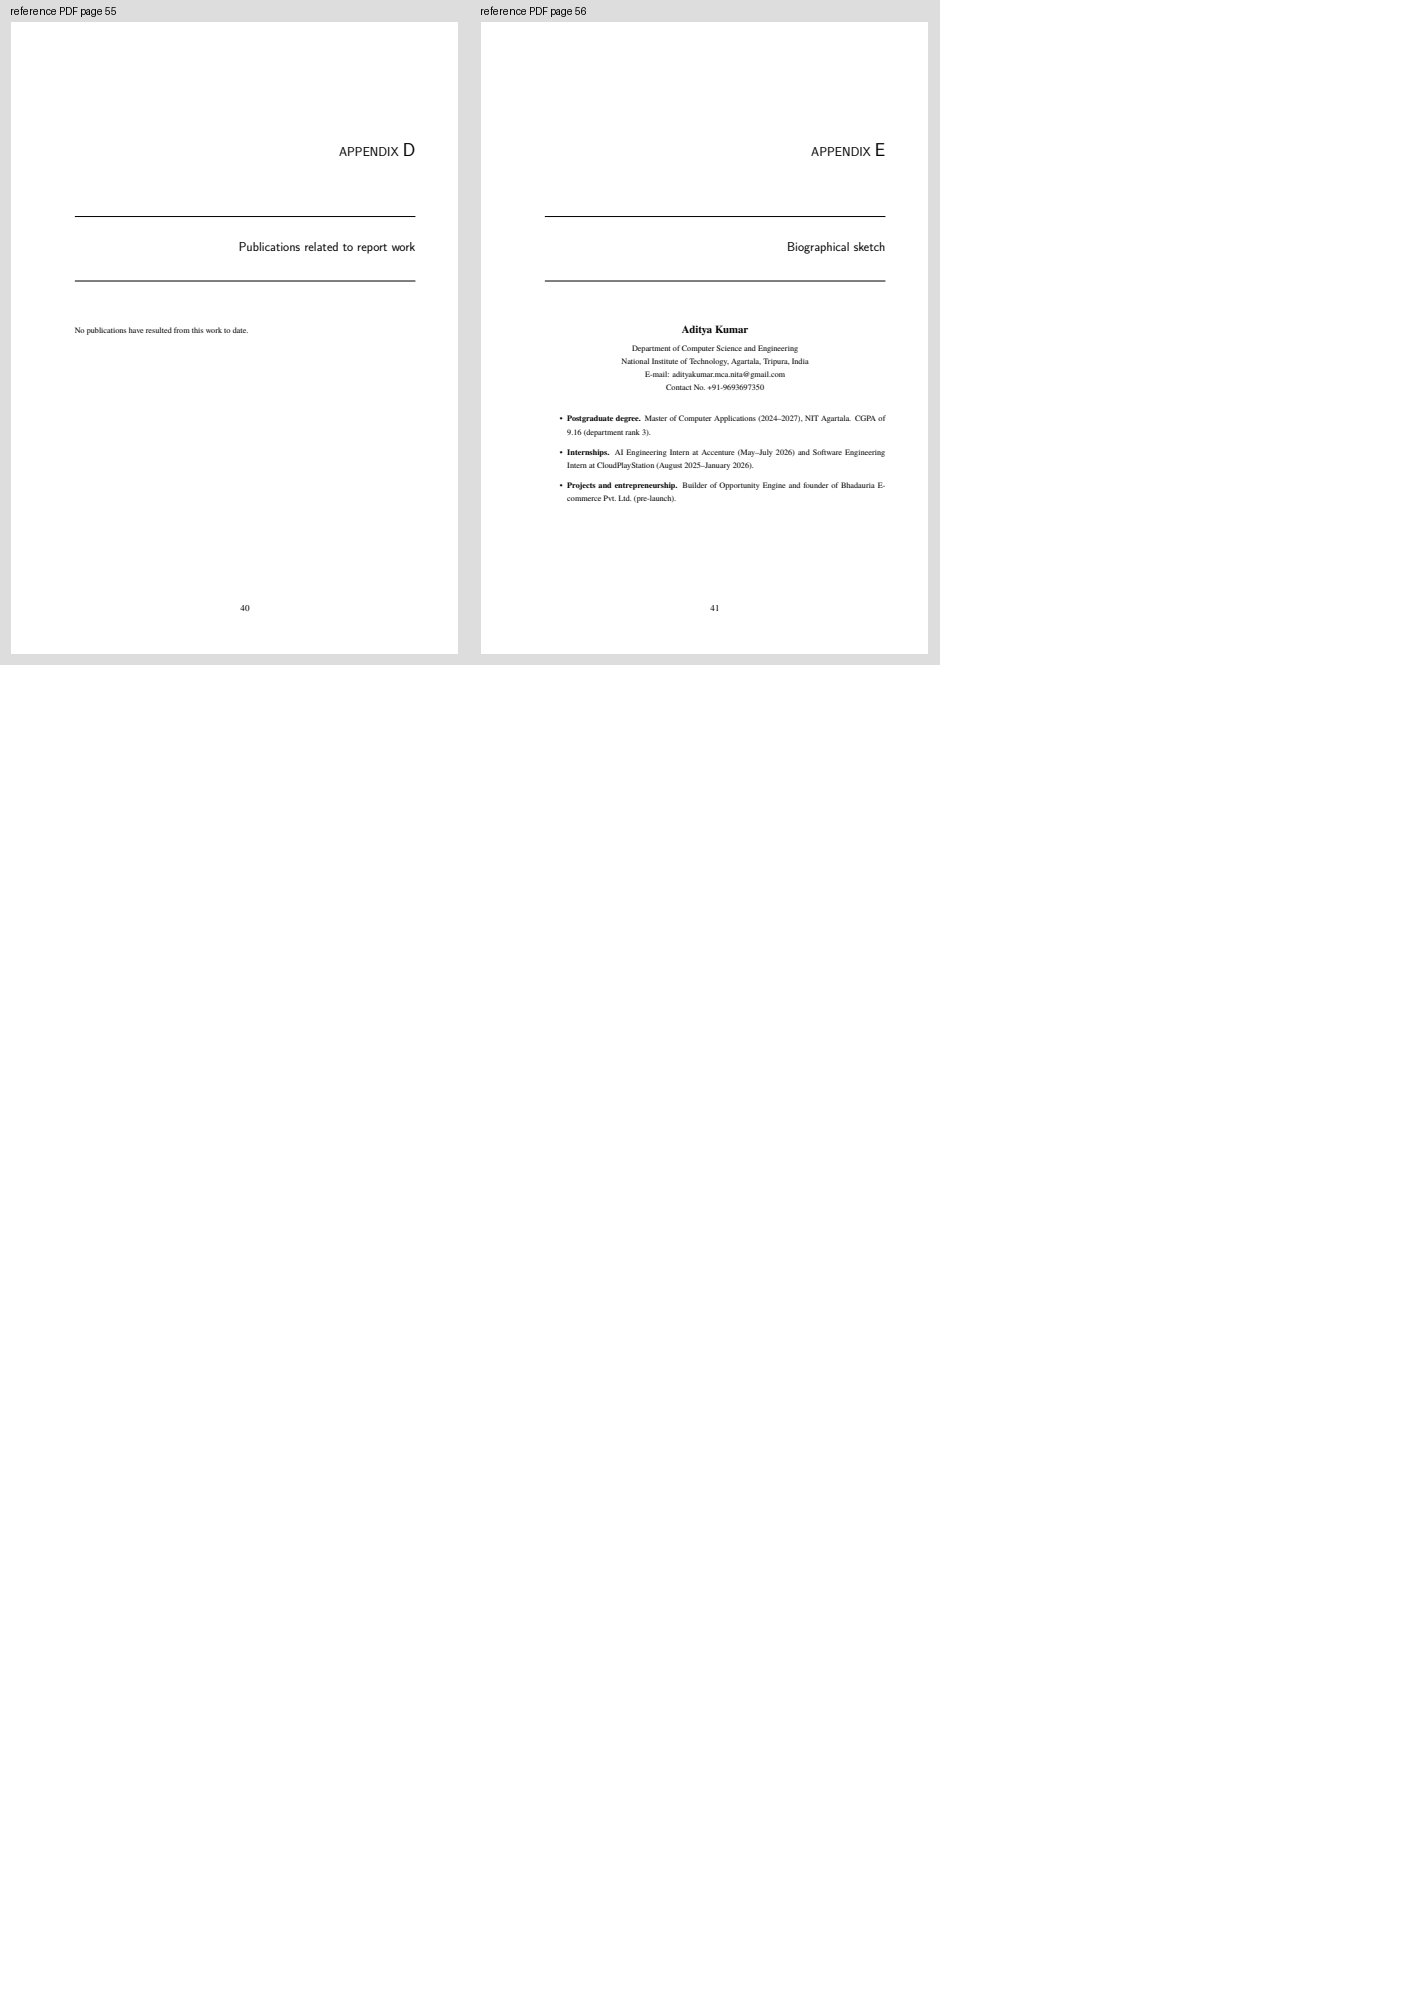 reference PDF page 55
APPENDIX D
Publications related to report work
No publications have resulted from this work to date.
40
reference PDF page 56
APPENDIX E
Biographical sketch
Aditya Kumar
Department of Computer Science and Engineering
National Institute of Technology, Agartala, Tripura, India
E-mail: adityakumar.mca.nita@gmail.com
Contact No. +91-9693697350
• Postgraduate degree. Master of Computer Applications (2024–2027), NIT Agartala. CGPA of
9.16 (department rank 3).
• Internships. AI Engineering Intern at Accenture (May–July 2026) and Software Engineering
Intern at CloudPlayStation (August 2025–January 2026).
• Projects and entrepreneurship. Builder of Opportunity Engine and founder of Bhadauria E-
commerce Pvt. Ltd. (pre-launch).
41